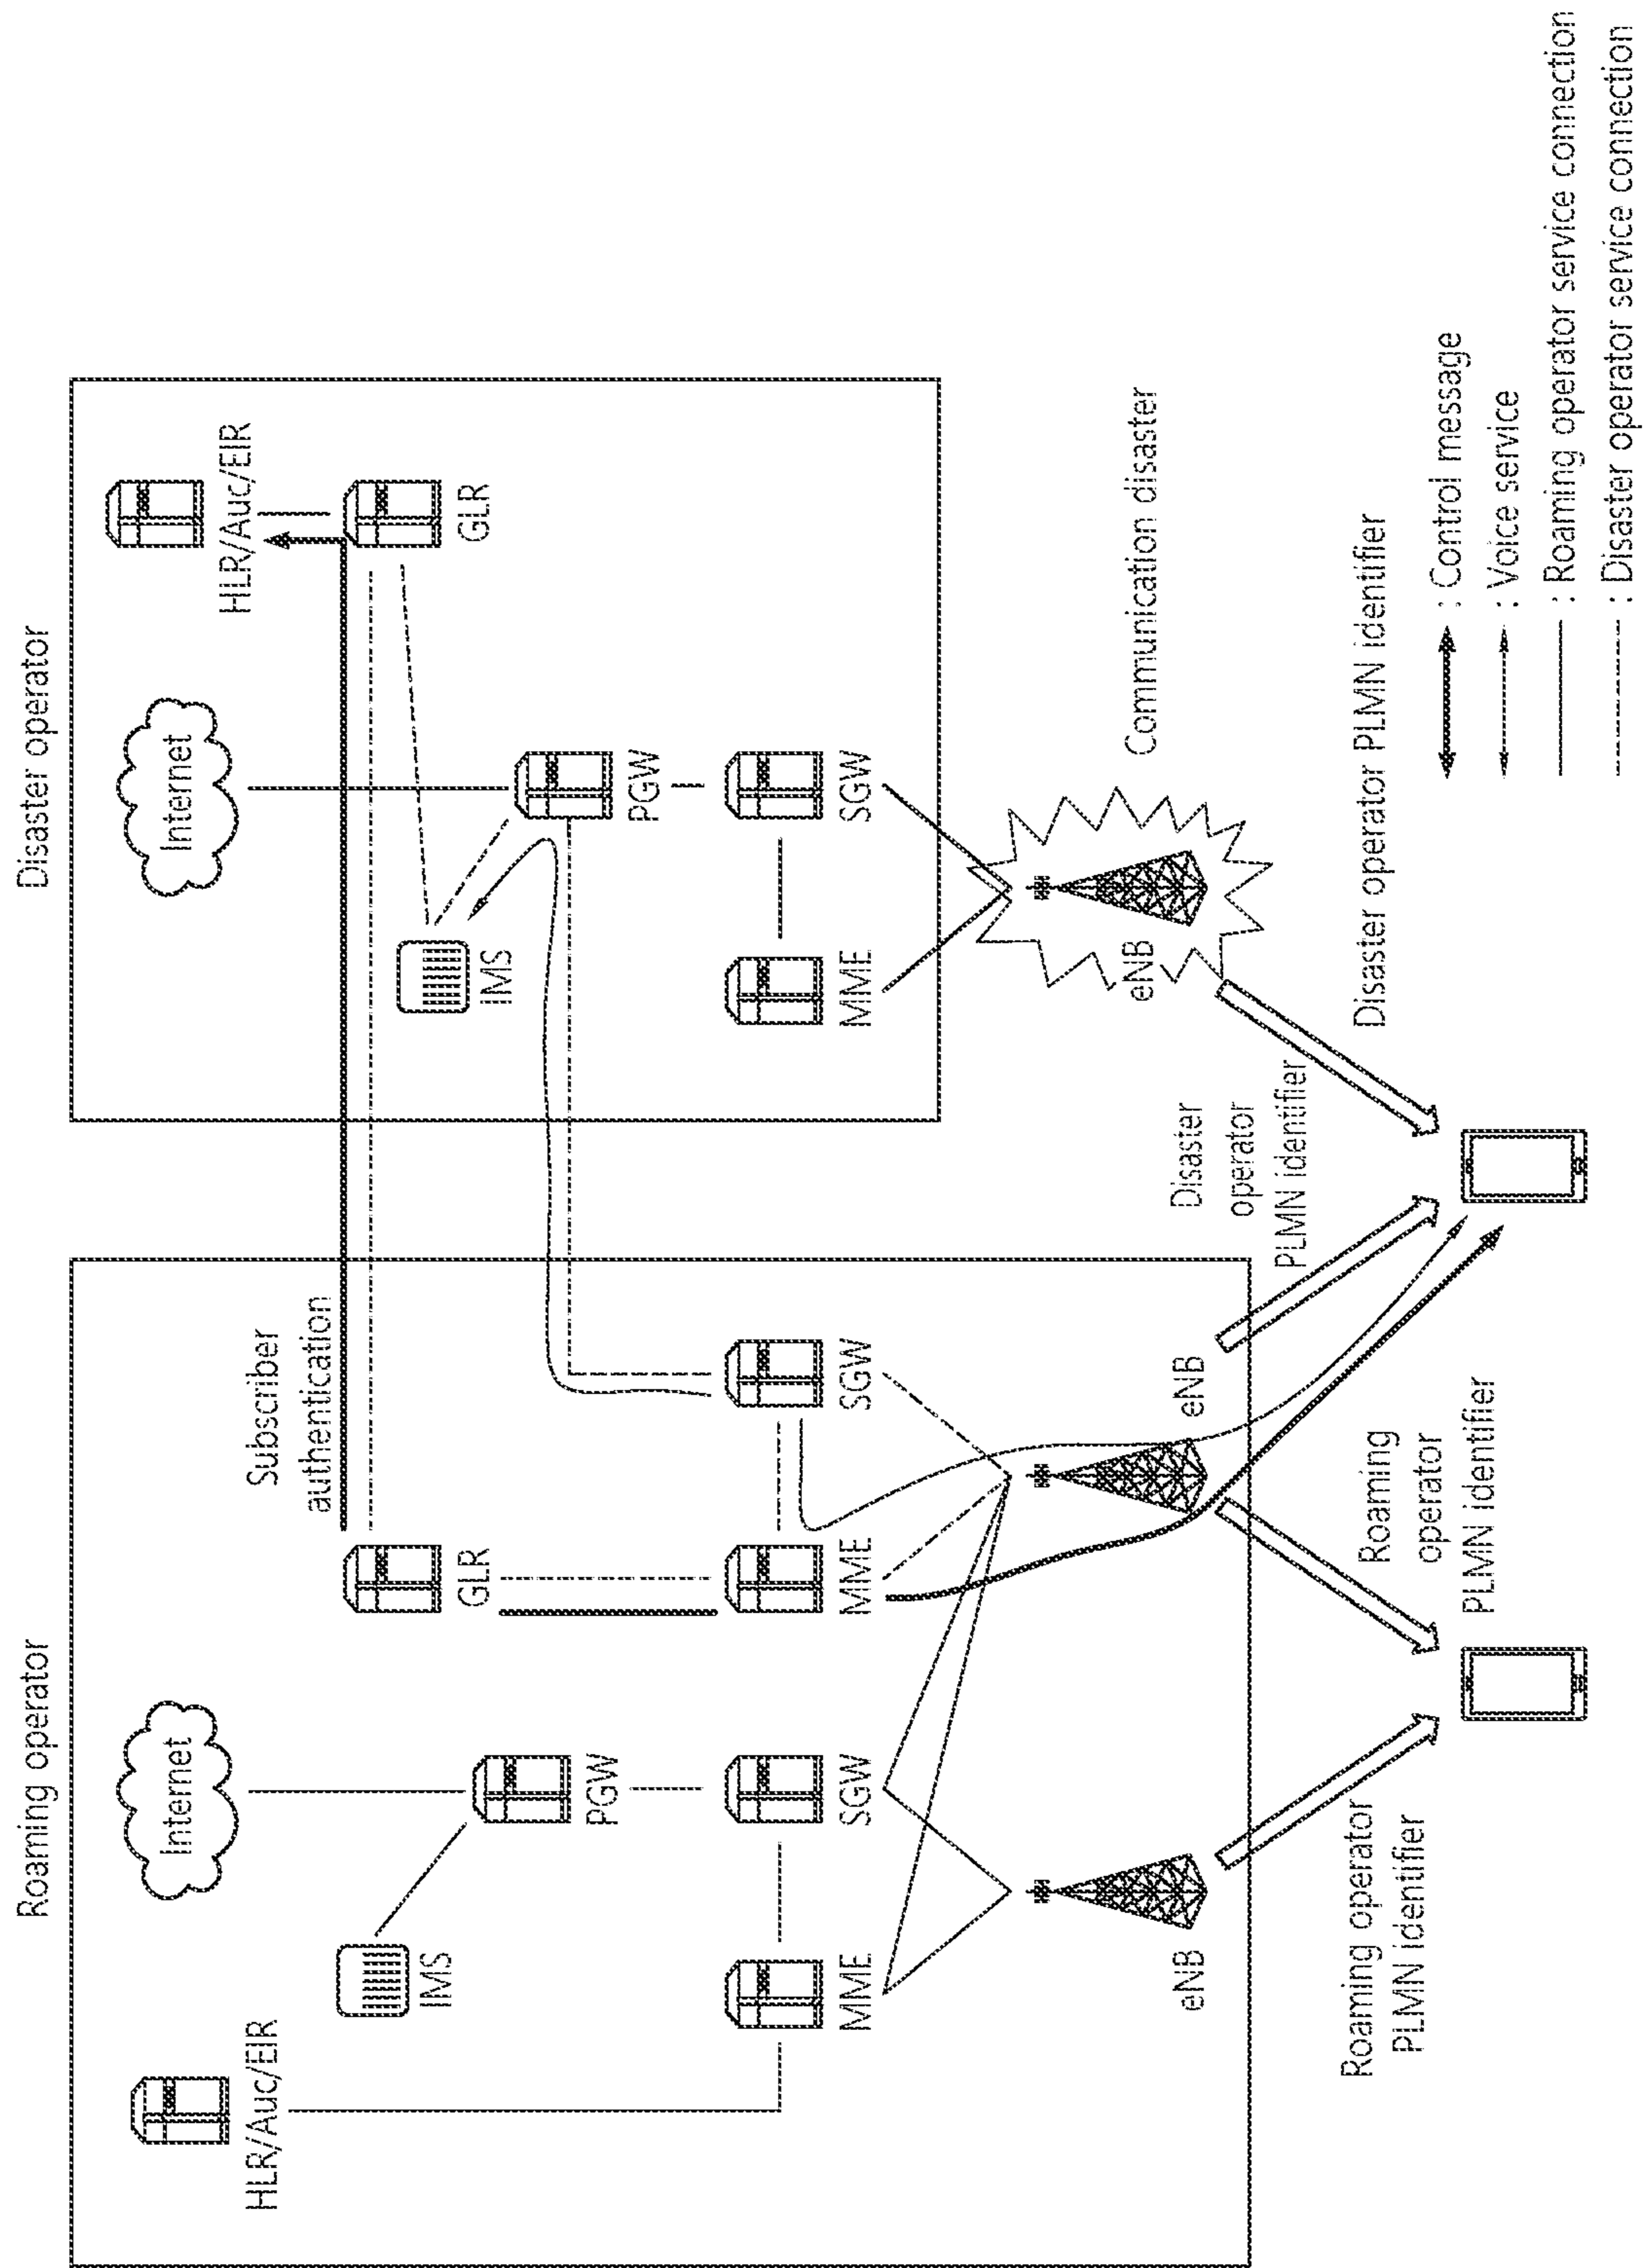 Roaming operator
Disaster operator
Internet
Internet
HLR/Auc/EIR
IMS
PGW
GLR
Subscriber
authentication
HLR/Auc/EIR
GLR
IMS
PGW
MME
SGW
MME
SGW
MME
SGW
eNB
eNB
eNB
Communication disaster
Roaming operator
PLMN identifier
Roaming
operator
PLMN identifier
Disaster
operator
PLMN identifier
Disaster operator PLMN identifier
: Control message
: Voice service
: Roaming operator service connection
: Disaster operator service connection